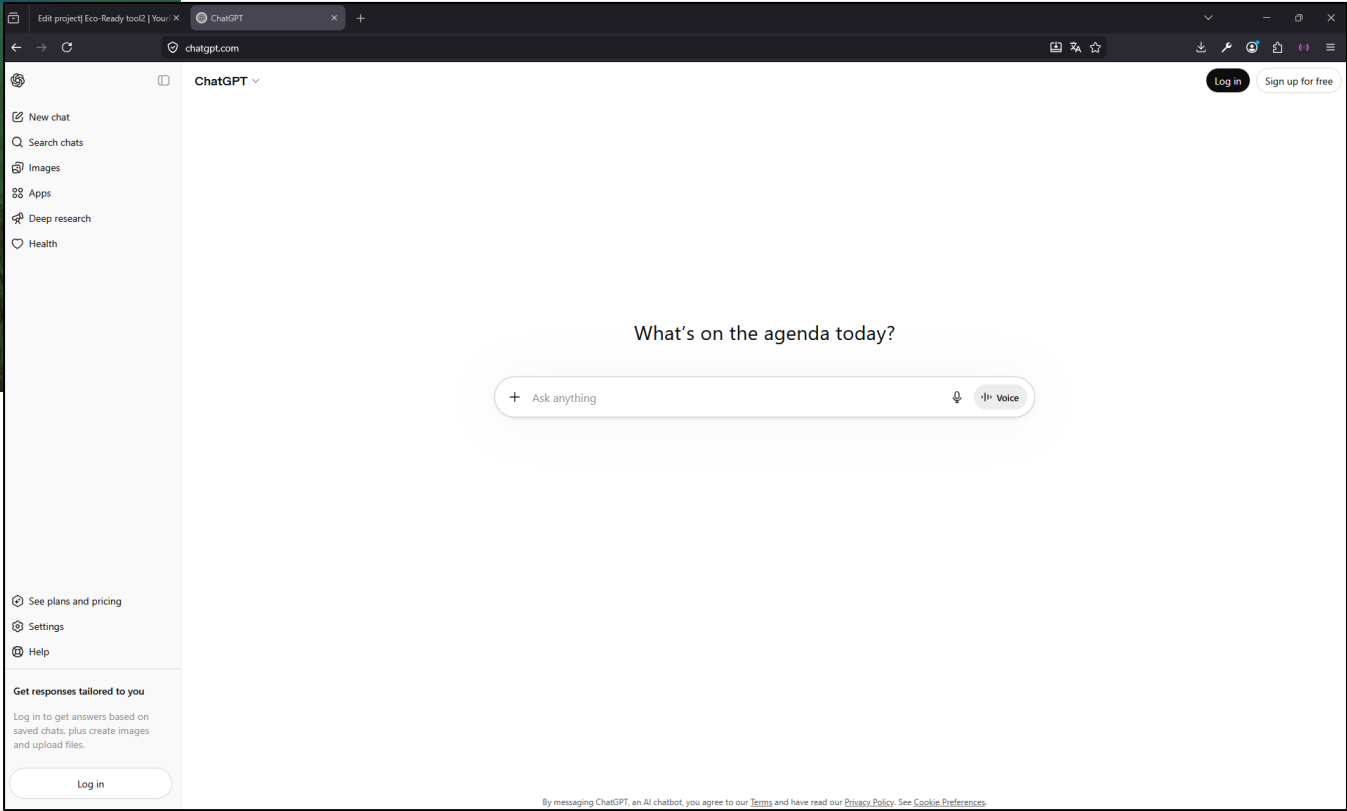 Edit project| Eco-Ready tool2 | Your
ChatGPT
chatgpt.com
ChatGPT
Log in
Sign up for free
New chat
Search chats
Images
Apps
Deep research
Health
What's on the agenda today?
Ask anything
Voice
See plans and pricing
Settings
Help
Get responses tailored to you
Log in to get answers based on
saved chats, plus create images
and upload files.
Log in
By messaging ChatGPT, an AI chatbot, you agree to our Terms and have read our Privacy Policy. See Cookie Preferences.